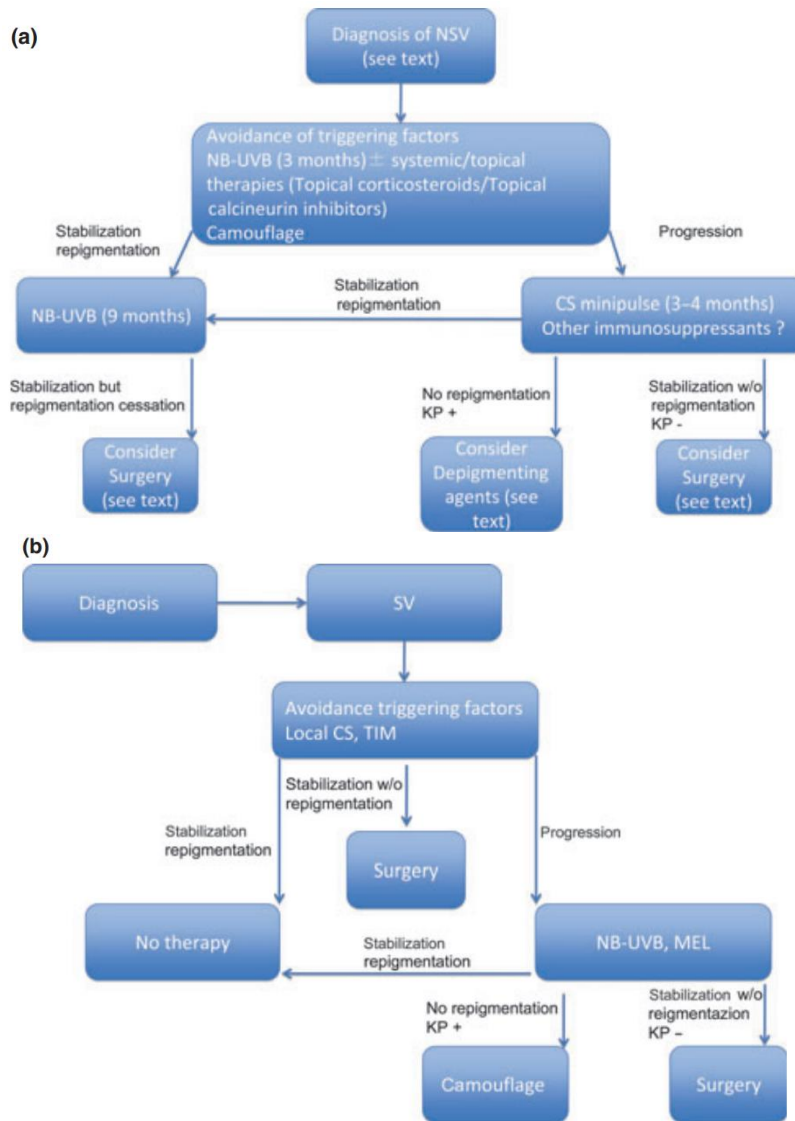 (a)
Diagnosis of NSV
(see text)
Avoidance of triggering factors
NB-UVB (3 months) ± systemic/topical
therapies (Topical corticosteroids/Topical
calcineurin inhibitors)
Camouflage
Stabilization
repigmentation
Progression
NB-UVB (9 months)
Stabilization
repigmentation
CS minipulse (3–4 months)
Other immunosuppressants ?
Stabilization but
repigmentation cessation
No repigmentation
KP +
Stabilization w/o
repigmentation
KP -
Consider
Surgery
(see text)
Consider
Depigmenting
agents (see
text)
Consider
Surgery
(see text)
(b)
Diagnosis
SV
Avoidance triggering factors
Local CS, TIM
Stabilization w/o
repigmentation
Stabilization
repigmentation
Progression
Surgery
No therapy
Stabilization
repigmentation
NB-UVB, MEL
No repigmentation
KP +
Stabilization w/o
reigmentazion
KP –
Camouflage
Surgery